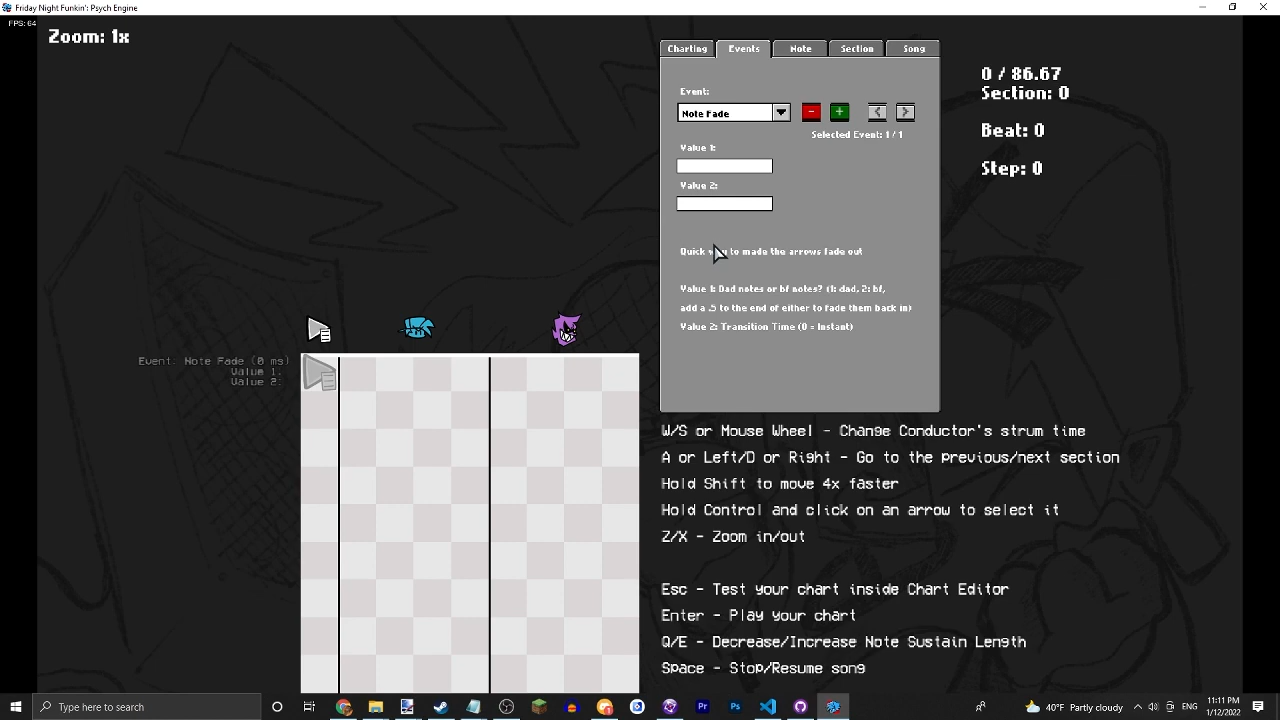 Friday Night Funkin': Psych Engine
FPS: 64
Zoom: 1x
Charting
Events
Note
Section
Song
Event:
Note Fade
-
+
<
>
Selected Event: 1 / 1
Value 1:
Value 2:
Quick to made the arrows fade out
Value 1: Dad notes or bf notes? (1: dad, 2: bf,
add a .5 to the end of either to fade them back in)
Value 2: Transition Time (0 = Instant)
0 / 86.67
Section: 0
Beat: 0
Step: 0
Event: Note Fade (0 ms)
Value 1:
Value 2:
W/S or Mouse Wheel - Change Conductor's strum time
A or Left/D or Right - Go to the previous/next section
Hold Shift to move 4x faster
Hold Control and click on an arrow to select it
Z/X - Zoom in/out
Esc - Test your chart inside Chart Editor
Enter - Play your chart
Q/E - Decrease/Increase Note Sustain Length
Space - Stop/Resume song
Type here to search
Pr
Ps
40°F Partly cloudy
ENG
11:11 PM
1/12/2022